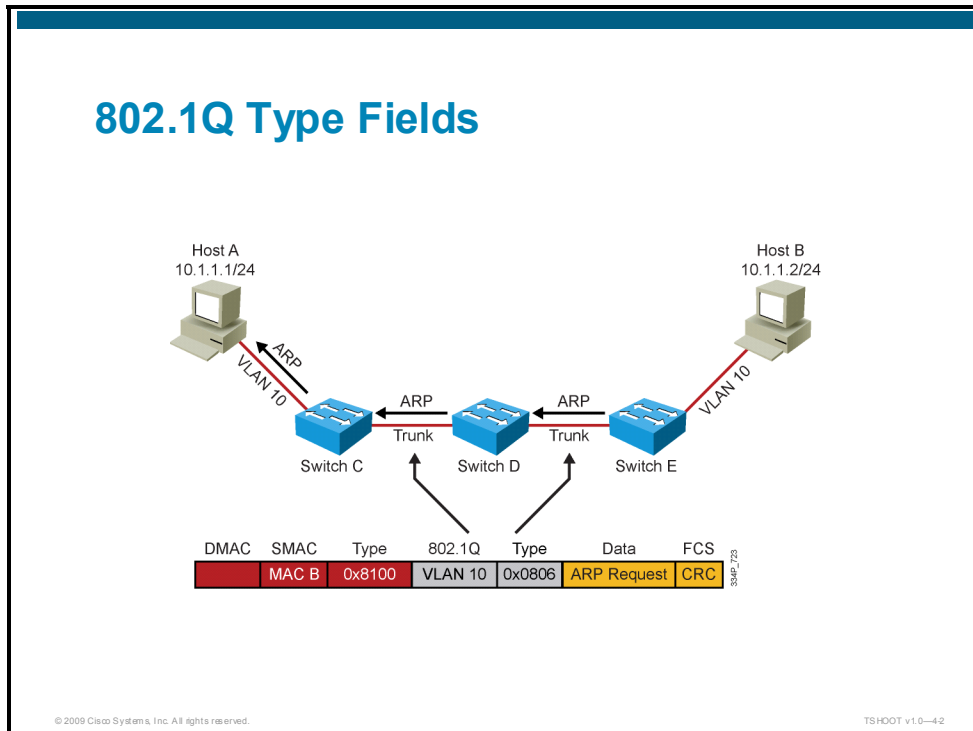 802.1Q Type Fields
Host A
10.1.1.1/24
Host B
10.1.1.2/24
ARP
VLAN 10
ARP
ARP
VLAN 10
Trunk
Trunk
Switch C
Switch D
Switch E
DMAC SMAC Type 802.1Q Type Data FCS
MAC B 0x8100 VLAN 10 0x0806 ARP Request CRC
334P_723
© 2009 Cisco Systems, Inc. All rights reserved.
TSHOOT v1.0—4-2